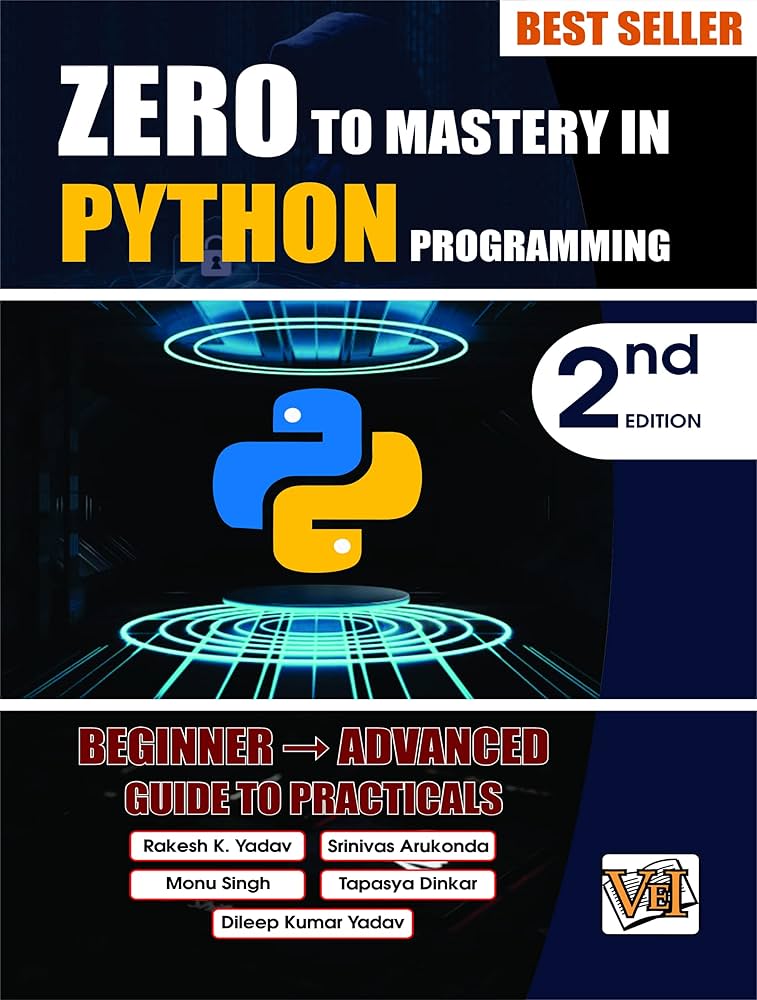 BEST SELLER
ZERO TO MASTERY IN
PYTHON PROGRAMMING
2nd
EDITION
BEGINNER → ADVANCED
GUIDE TO PRACTICALS
Rakesh K. Yadav Srinivas Arukonda
Monu Singh Tapasya Dinkar
Dileep Kumar Yadav
VEI